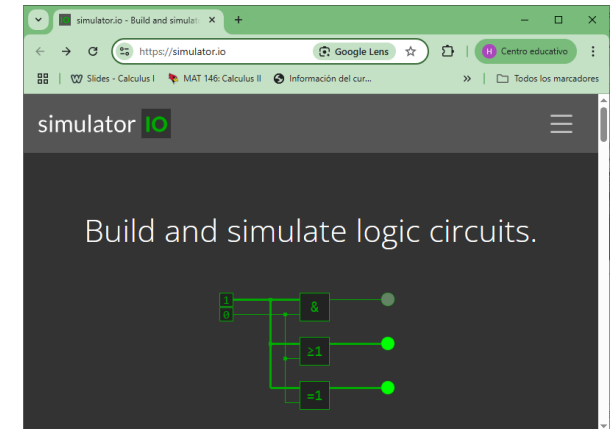 simulator.io - Build and simulat
https://simulator.io
Google Lens
Centro educativo
Slides - Calculus I
MAT 146: Calculus II
Información del cur...
»
Todos los marcadores
simulator IO
Build and simulate logic circuits.
1
0
&
≥1
=1